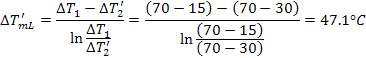 ΔT'mL = (ΔT1 − ΔT'2) / (ln (ΔT1 / ΔT'2)) = ((70 − 15) − (70 − 30)) / (ln ((70 − 15) / (70 − 30))) = 47.1°C